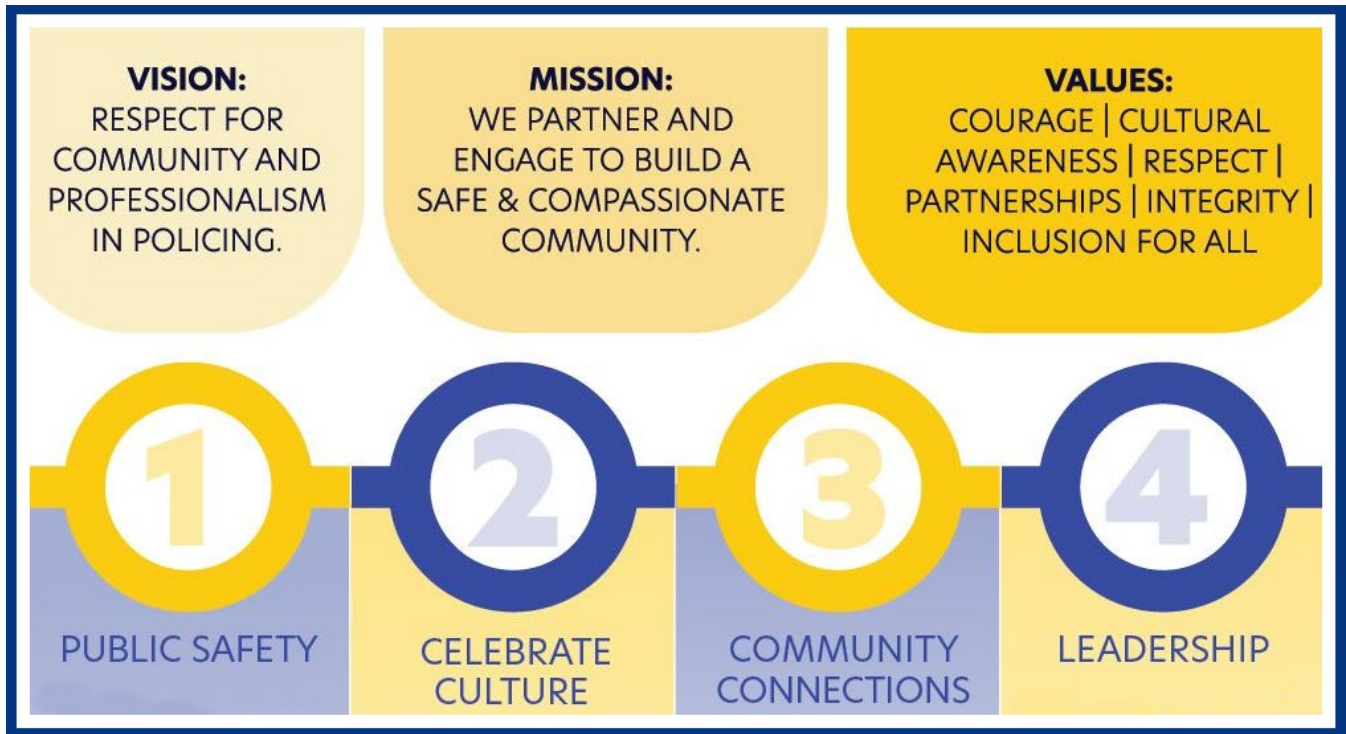 VISION:
RESPECT FOR
COMMUNITY AND
PROFESSIONALISM
IN POLICING.
MISSION:
WE PARTNER AND
ENGAGE TO BUILD A
SAFE & COMPASSIONATE
COMMUNITY.
VALUES:
COURAGE | CULTURAL
AWARENESS | RESPECT |
PARTNERSHIPS | INTEGRITY |
INCLUSION FOR ALL
1
PUBLIC SAFETY
2
CELEBRATE
CULTURE
3
COMMUNITY
CONNECTIONS
4
LEADERSHIP